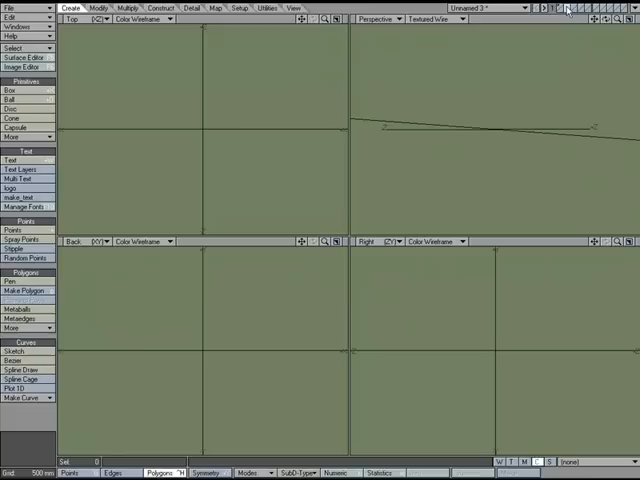 File Create Modify Multiply Construct Detail Map Setup Utilities View Unnamed 3 * 1
Edit Top (XZ) Color Wireframe Perspective Textured Wire
Windows
Help
Select
Surface Editor
Image Editor
Primitives
Box
Ball
Disc
Cone
Capsule
More
Text
Text
Text Layers
Multi Text
logo
make_text
Manage Fonts
Points
Points
Spray Points
Stipple
Random Points
Back (XY) Color Wireframe Right (ZY) Color Wireframe
Polygons
Pen
Make Polygon
Metaballs
Metaedges
More
Curves
Sketch
Bezier
Spline Draw
Spline Cage
Plot 1D
Make Curve
Sel: 0 W T M C S (none)
Grid: 500 mm Points Edges Polygons ^H Symmetry Modes SubD-Type Numeric Statistics